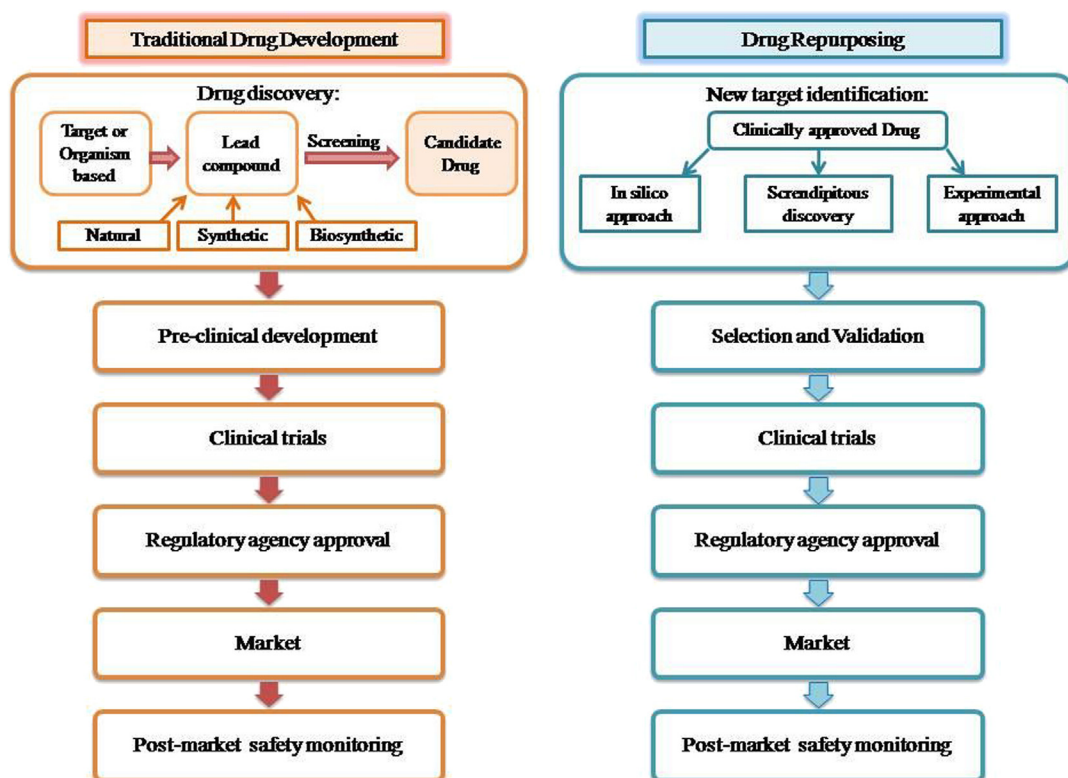 Traditional Drug Development
Drug discovery:
Target or
Organism
based
Lead
compound
Screening
Candidate
Drug
Natural
Synthetic
Biosynthetic
Pre-clinical development
Clinical trials
Regulatory agency approval
Market
Post-market safety monitoring
Drug Repurposing
New target identification:
Clinically approved Drug
In silico
approach
Screndipitous
discovery
Experimental
approach
Selection and Validation
Clinical trials
Regulatory agency approval
Market
Post-market safety monitoring